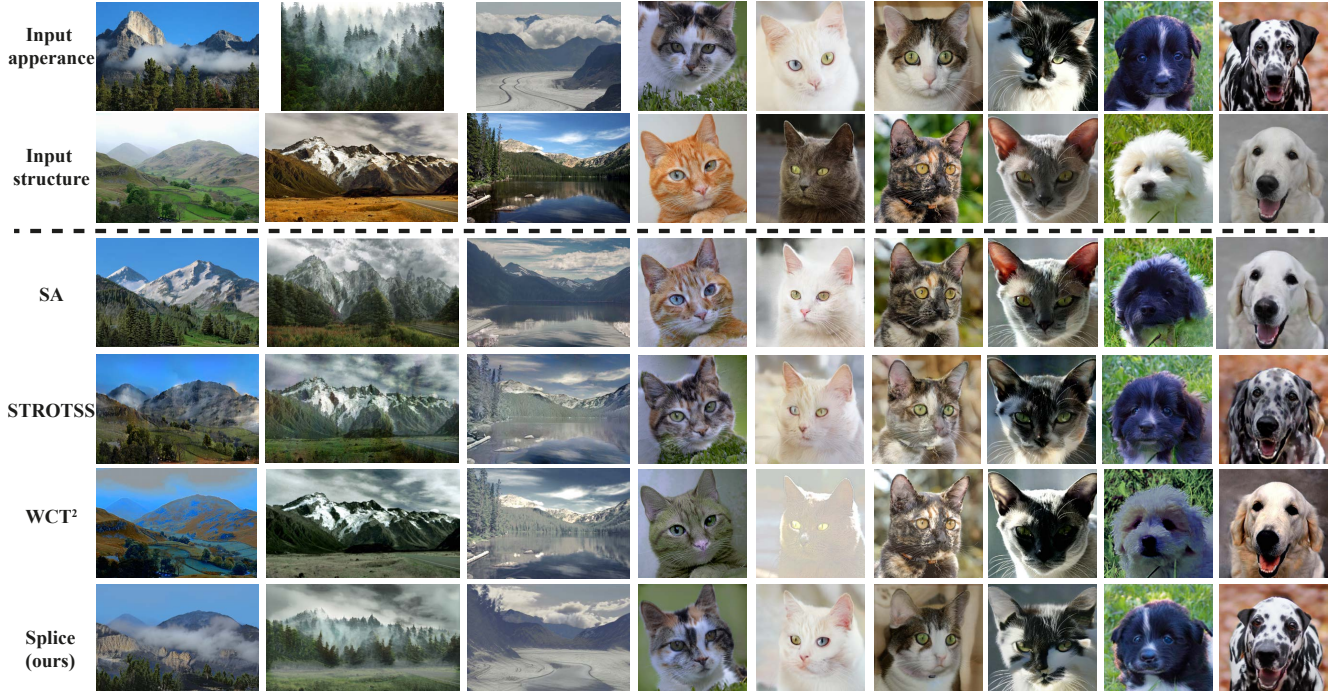 Input
apperance
Input
structure
SA
STROTSS
WCT²
Splice
(ours)